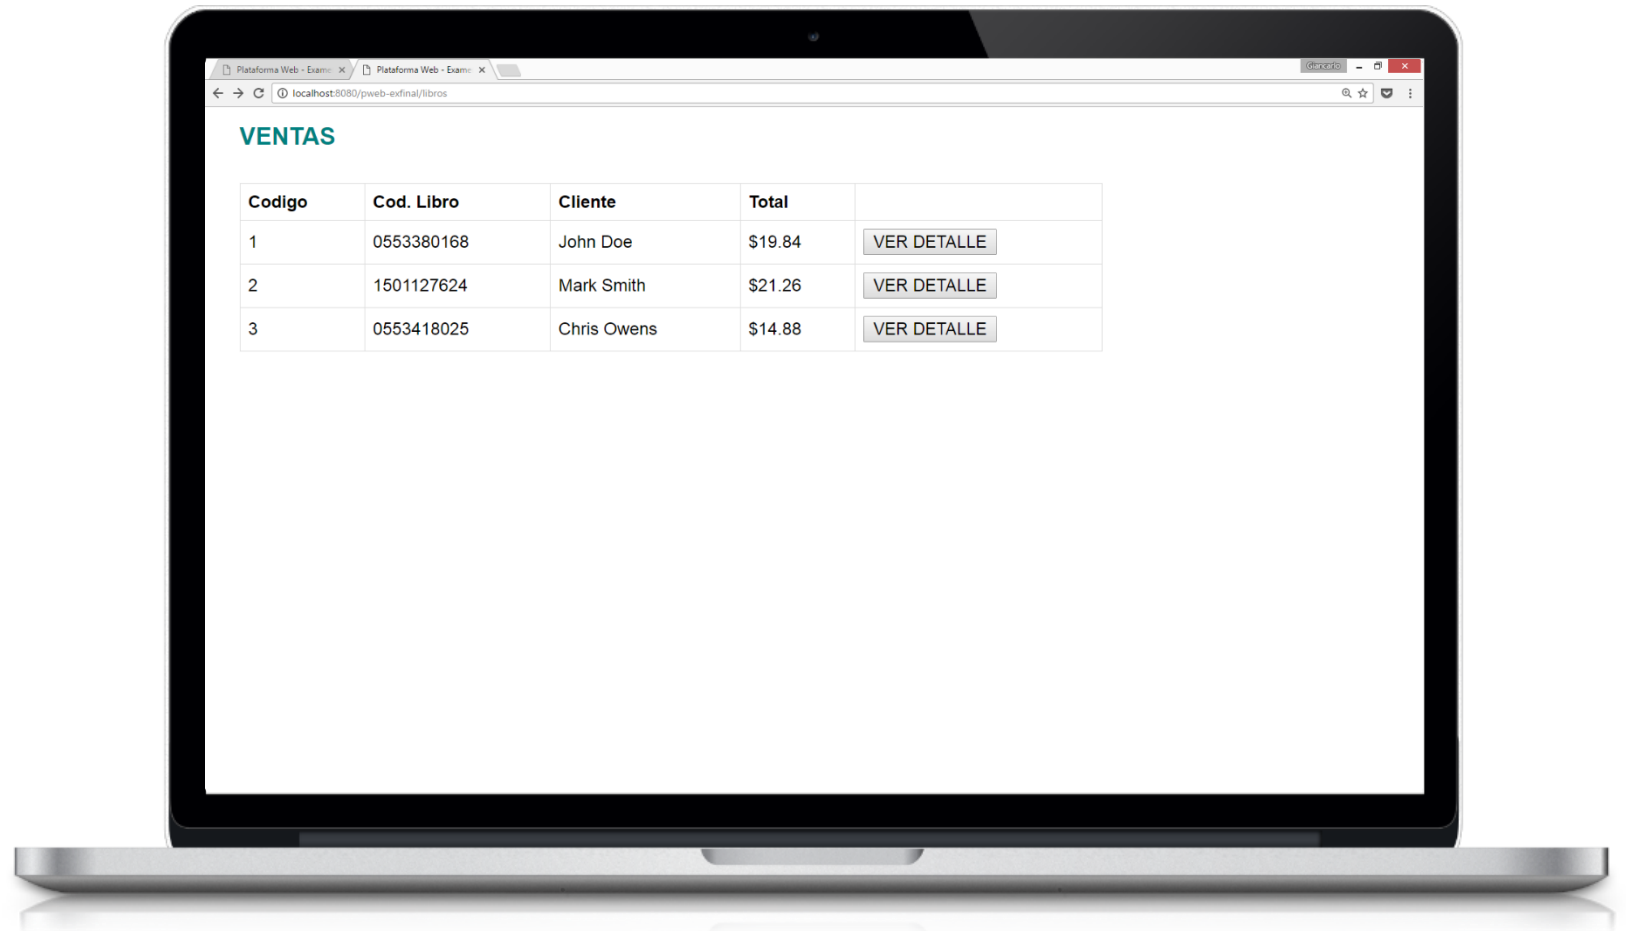 Plataforma Web - Exame
Plataforma Web - Exame
Giancarlo
localhost:8080/pweb-exfinal/libros
VENTAS
Codigo Cod. Libro Cliente Total
1 0553380168 John Doe $19.84 VER DETALLE
2 1501127624 Mark Smith $21.26 VER DETALLE
3 0553418025 Chris Owens $14.88 VER DETALLE